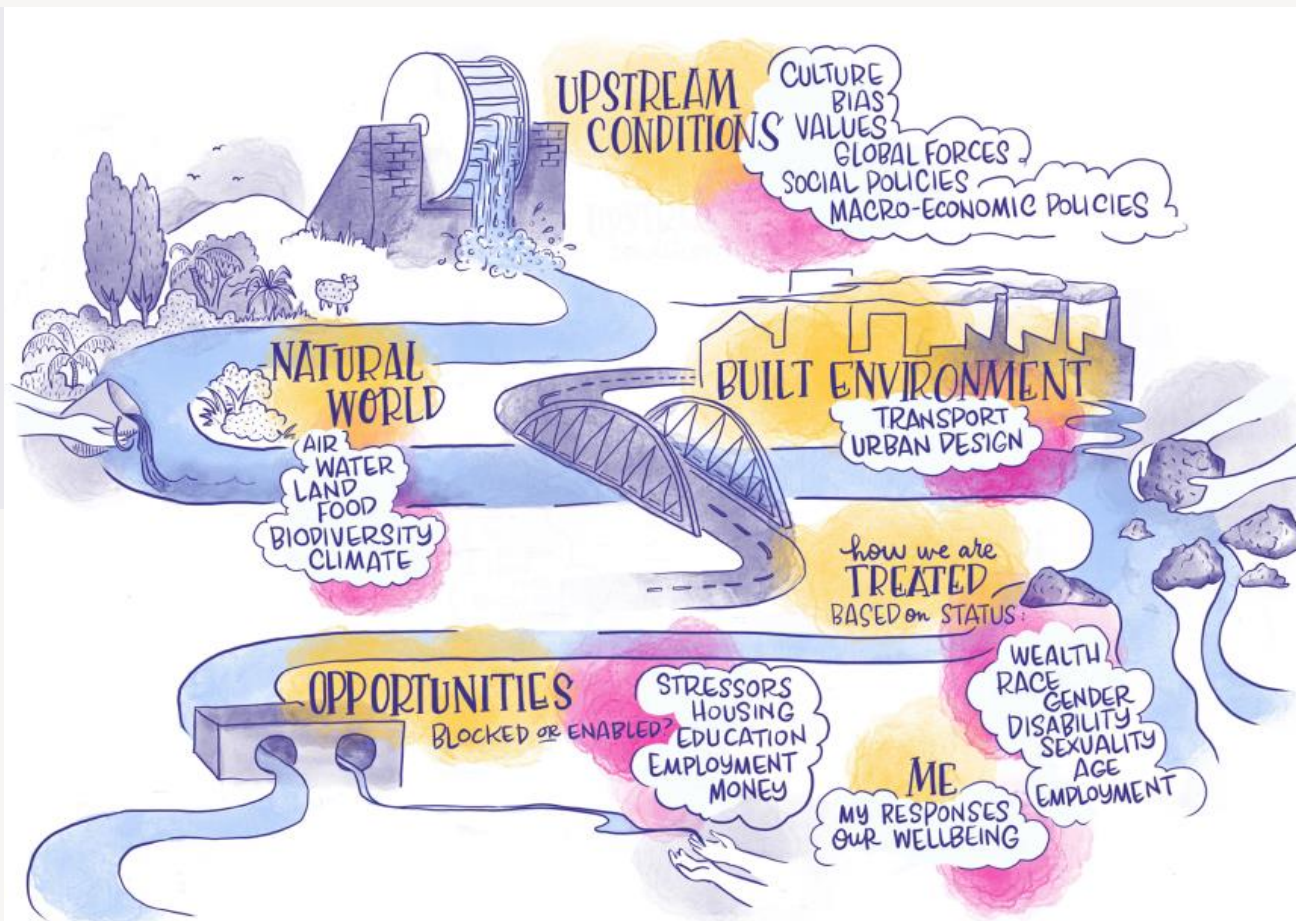 UPSTREAM
CONDITIONS
CULTURE
BIAS
VALUES
GLOBAL FORCES
SOCIAL POLICIES
MACRO-ECONOMIC POLICIES
NATURAL
WORLD
AIR
WATER
LAND
FOOD
BIODIVERSITY
CLIMATE
BUILT ENVIRONMENT
TRANSPORT
URBAN DESIGN
how we are
TREATED
BASED on STATUS:
WEALTH
RACE
GENDER
DISABILITY
SEXUALITY
AGE
EMPLOYMENT
OPPORTUNITIES
BLOCKED OR ENABLED?
STRESSORS
HOUSING
EDUCATION
EMPLOYMENT
MONEY
ME
MY RESPONSES
OUR WELLBEING